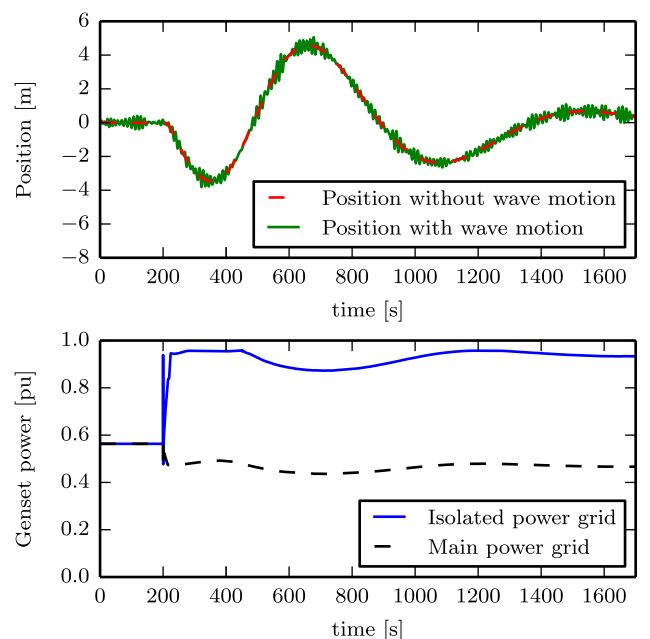 6
4
2
0
−2
−4
−6
−8
Position [m]
Position without wave motion
Position with wave motion
0 200 400 600 800 1000 1200 1400 1600
time [s]
1.0
0.8
0.6
0.4
0.2
0.0
Genset power [pu]
Isolated power grid
Main power grid
0 200 400 600 800 1000 1200 1400 1600
time [s]